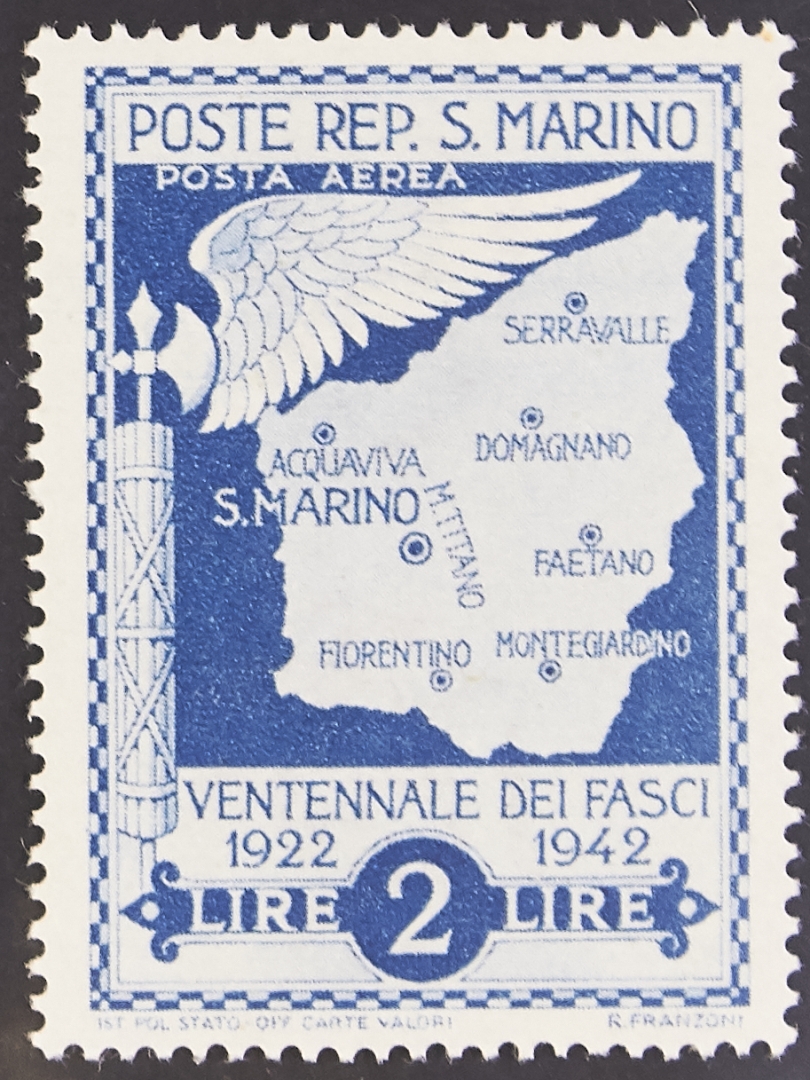 POSTE REP. S. MARINO
POSTA AEREA
SERRAVALLE
ACQUAVIVA
DOMAGNANO
S. MARINO
M. TITANO
FAETANO
FIORENTINO
MONTEGIARDINO
VENTENNALE DEI FASCI
1922 1942
LIRE 2 LIRE
IST. POL. STATO · OFF. CARTE VALORI R. FRANZONI